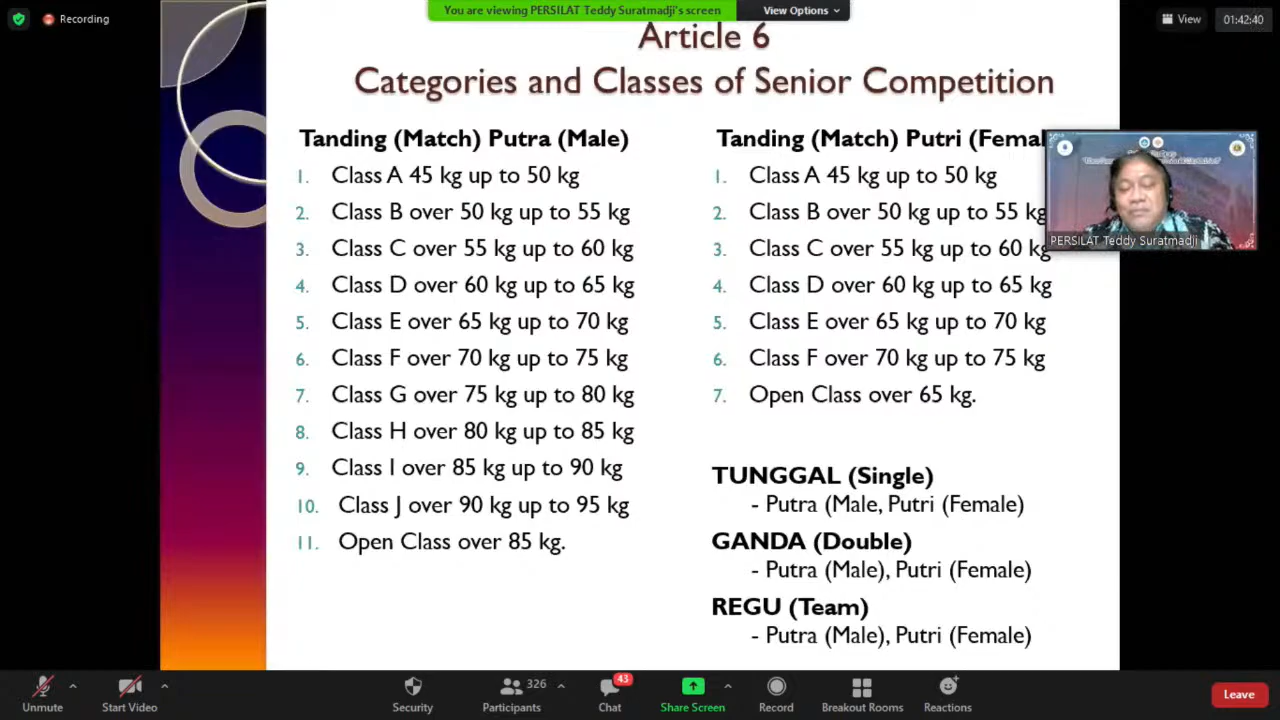 Recording
You are viewing PERSILAT Teddy Suratmadji's screen
View Options
View
01:42:40
Article 6
Categories and Classes of Senior Competition
Tanding (Match) Putra (Male)
1. Class A 45 kg up to 50 kg
2. Class B over 50 kg up to 55 kg
3. Class C over 55 kg up to 60 kg
4. Class D over 60 kg up to 65 kg
5. Class E over 65 kg up to 70 kg
6. Class F over 70 kg up to 75 kg
7. Class G over 75 kg up to 80 kg
8. Class H over 80 kg up to 85 kg
9. Class I over 85 kg up to 90 kg
10. Class J over 90 kg up to 95 kg
11. Open Class over 85 kg.
Tanding (Match) Putri (Femal
1. Class A 45 kg up to 50 kg
2. Class B over 50 kg up to 55 kg
3. Class C over 55 kg up to 60 kg
4. Class D over 60 kg up to 65 kg
5. Class E over 65 kg up to 70 kg
6. Class F over 70 kg up to 75 kg
7. Open Class over 65 kg.
TUNGGAL (Single)
- Putra (Male, Putri (Female)
GANDA (Double)
- Putra (Male), Putri (Female)
REGU (Team)
- Putra (Male), Putri (Female)
PERSILAT Teddy Suratmadji
Unmute
Start Video
Security
326
Participants
43
Chat
Share Screen
Record
Breakout Rooms
Reactions
Leave